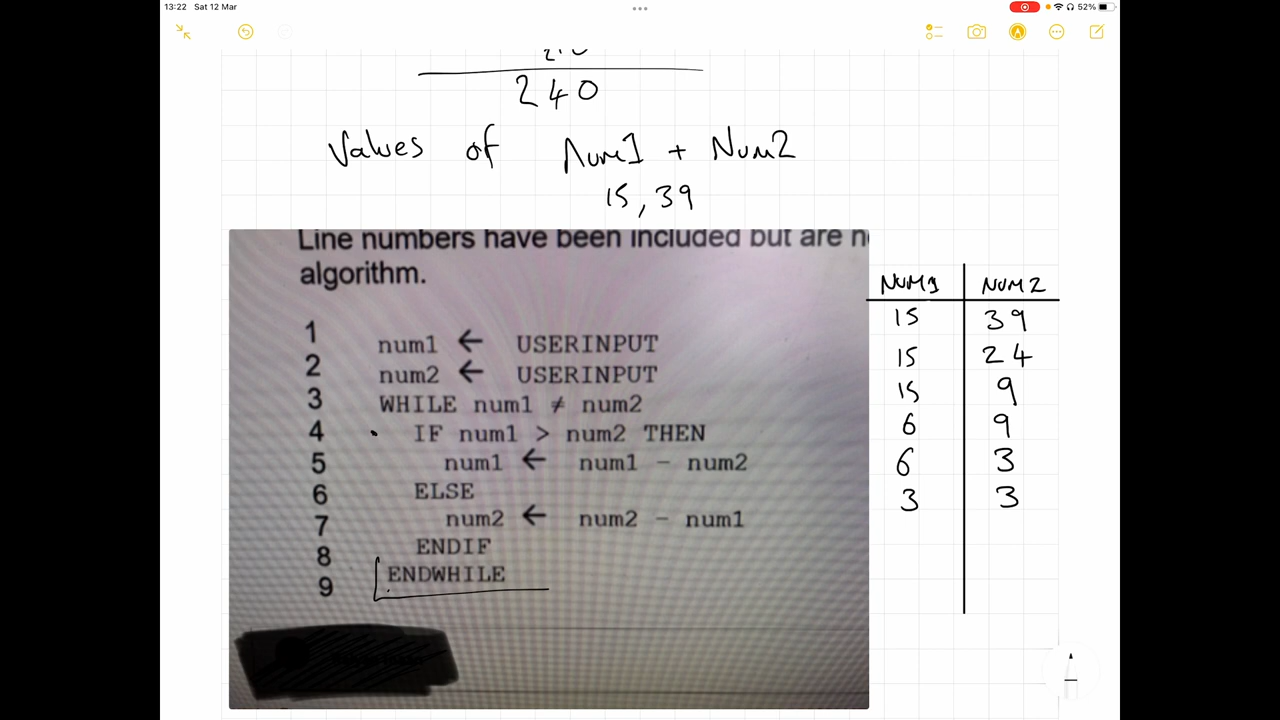 13:22 Sat 12 Mar 52%
240
Values of Num1 + Num2
15, 39
Line numbers have been included but are n
algorithm.
1 num1 ← USERINPUT
2 num2 ← USERINPUT
3 WHILE num1 ≠ num2
4 IF num1 > num2 THEN
5 num1 ← num1 - num2
6 ELSE
7 num2 ← num2 - num1
8 ENDIF
9 ENDWHILE
NUM1 NUM2
15 39
15 24
15 9
6 9
6 3
3 3